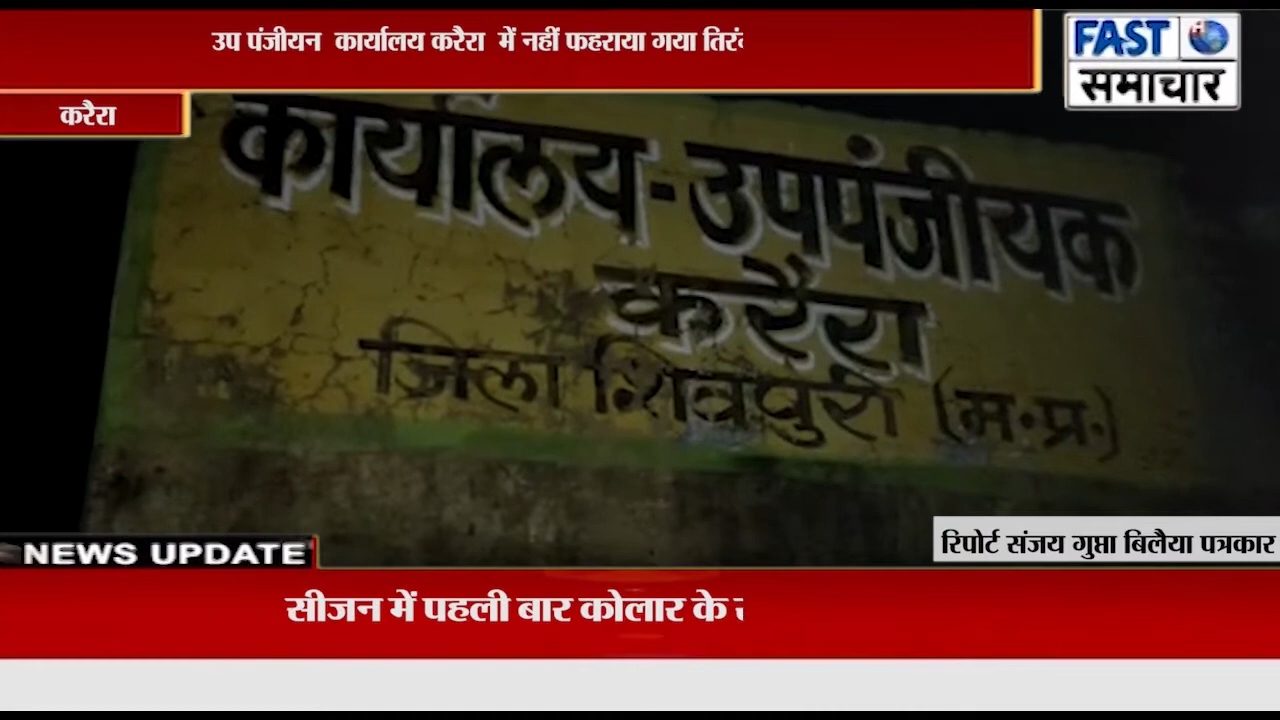 उप पंजीयन कार्यालय करैरा में नहीं फहराया गया
FAST
समाचार
करैरा
कार्यालय-उपपंजीयक
करैरा
जिला शिवपुरी (म.प्र.)
NEWS UPDATE
रिपोर्ट संजय गुप्ता बिलैया पत्रकार
सीजन में पहली बार कोलार के